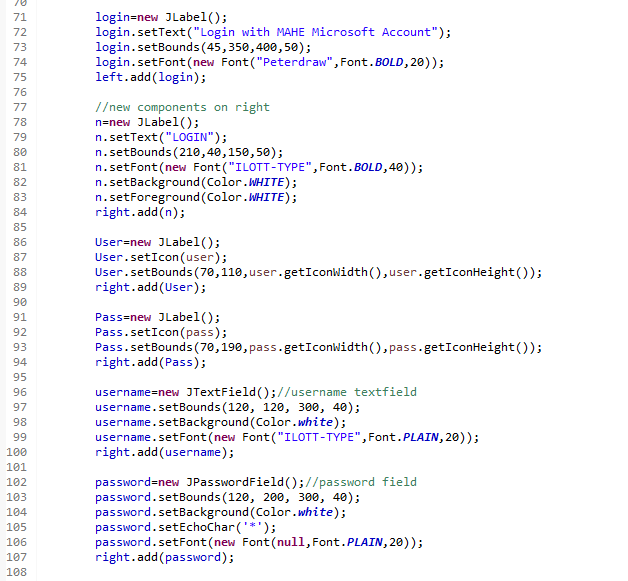 70
71 login=new JLabel();
72 login.setText("Login with MAHE Microsoft Account");
73 login.setBounds(45,350,400,50);
74 login.setFont(new Font("Peterdraw",Font.BOLD,20));
75 left.add(login);
76
77 //new components on right
78 n=new JLabel();
79 n.setText("LOGIN");
80 n.setBounds(210,40,150,50);
81 n.setFont(new Font("ILOTT-TYPE",Font.BOLD,40));
82 n.setBackground(Color.WHITE);
83 n.setForeground(Color.WHITE);
84 right.add(n);
85
86 User=new JLabel();
87 User.setIcon(user);
88 User.setBounds(70,110,user.getIconWidth(),user.getIconHeight());
89 right.add(User);
90
91 Pass=new JLabel();
92 Pass.setIcon(pass);
93 Pass.setBounds(70,190,pass.getIconWidth(),pass.getIconHeight());
94 right.add(Pass);
95
96 username=new JTextField();//username textfield
97 username.setBounds(120, 120, 300, 40);
98 username.setBackground(Color.white);
99 username.setFont(new Font("ILOTT-TYPE",Font.PLAIN,20));
100 right.add(username);
101
102 password=new JPasswordField();//password field
103 password.setBounds(120, 200, 300, 40);
104 password.setBackground(Color.white);
105 password.setEchoChar('*');
106 password.setFont(new Font(null,Font.PLAIN,20));
107 right.add(password);
108